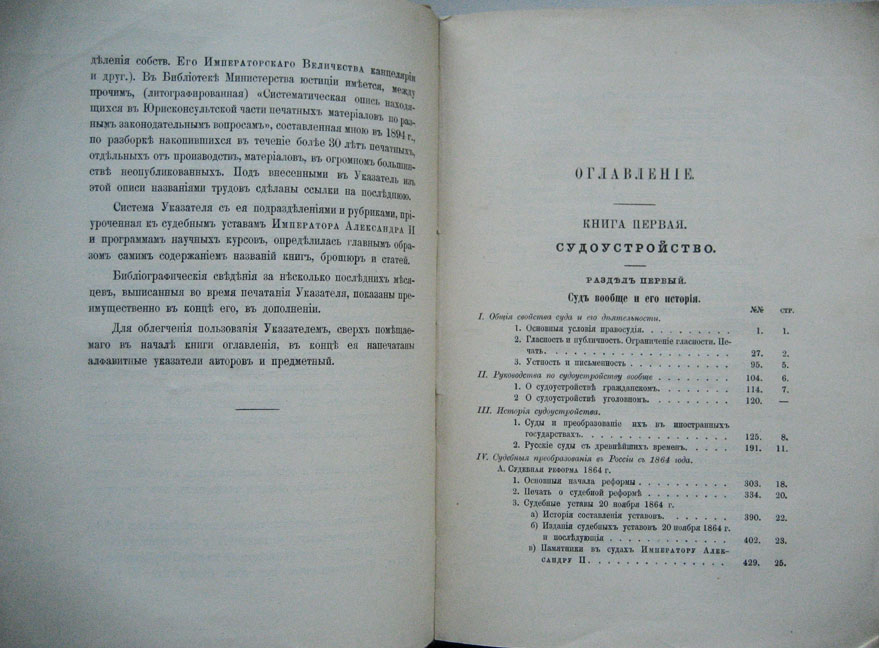 дѣленія собств. Его Императорскаго Величества канцеляріи
и друг.). Въ Библіотекѣ Министерства юстиціи имѣется, между
прочимъ, (литографированная) «Систематическая опись находя-
щихся въ Юрисконсультской части печатныхъ матеріаловъ по раз-
нымъ законодательнымъ вопросамъ», составленная мною въ 1894 г.,
по разборкѣ накопившихся въ теченіе болѣе 30 лѣтъ печатныхъ,
отдѣльныхъ отъ производствъ, матеріаловъ, въ огромномъ большин-
ствѣ неопубликованныхъ. Подъ внесенными въ Указатель изъ
этой описи названіями трудовъ сдѣланы ссылки на послѣднюю.
Система Указателя съ ея подраздѣленіями и рубриками, прі-
уроченная къ судебнымъ уставамъ Императора Александра II
и программамъ научныхъ курсовъ, опредѣлилась главнымъ обра-
зомъ самимъ содержаніемъ названій книгъ, брошюръ и статей.
Библіографическія свѣдѣнія за нѣсколько послѣднихъ мѣся-
цевъ, выписанныя во время печатанія Указателя, показаны пре-
имущественно въ концѣ его, въ дополненіи.
Для облегченія пользованія Указателемъ, сверхъ помѣщае-
маго въ началѣ книги оглавленія, въ концѣ ея напечатаны
алфавитные указатели авторовъ и предметный.
ОГЛАВЛЕНІЕ.
КНИГА ПЕРВАЯ.
СУДОУСТРОЙСТВО.
РАЗДѢЛЪ ПЕРВЫЙ.
Судъ вообще и его исторія.
№№ СТР.
I. Общія свойства суда и его дѣятельности.
1. Основныя условія правосудія. . . . . . . . . 1. 1.
2. Гласность и публичность. Ограниченіе гласности. Пе-
чать. . . . . . . . . . . . . . . . 27. 2.
3. Устность и письменность . . . . . . . . . . 95. 5.
II. Руководства по судоустройству вообще . . . . . . . . 104. 6.
1. О судоустройствѣ гражданскомъ. . . . . . . . 114. 7.
2 О судоустройствѣ уголовномъ. . . . . . . . . 120. —
III. Исторія судоустройства.
1. Суды и преобразованіе ихъ въ иностранныхъ
государствахъ. . . . . . . . . . . . . . 125. 8.
2. Русскіе суды съ древнѣйшихъ временъ. . . . . . 191. 11.
IV. Судебныя преобразованія въ Россіи съ 1864 года.
А. Судебная реформа 1864 г.
1. Основныя начала реформы . . . . . . . . . . 303. 18.
2. Печать о судебной реформѣ . . . . . . . . . 334. 20.
3. Судебные уставы 20 ноября 1864 г.
а) Исторія составленія уставовъ. . . . . . . 390. 22.
б) Изданія судебныхъ уставовъ 20 ноября 1864 г.
и послѣдующія . . . . . . . . . . . . 402. 23.
в) Памятники въ судахъ Императору Алек-
сандру II. . . . . . . . . . . . . . 429. 25.